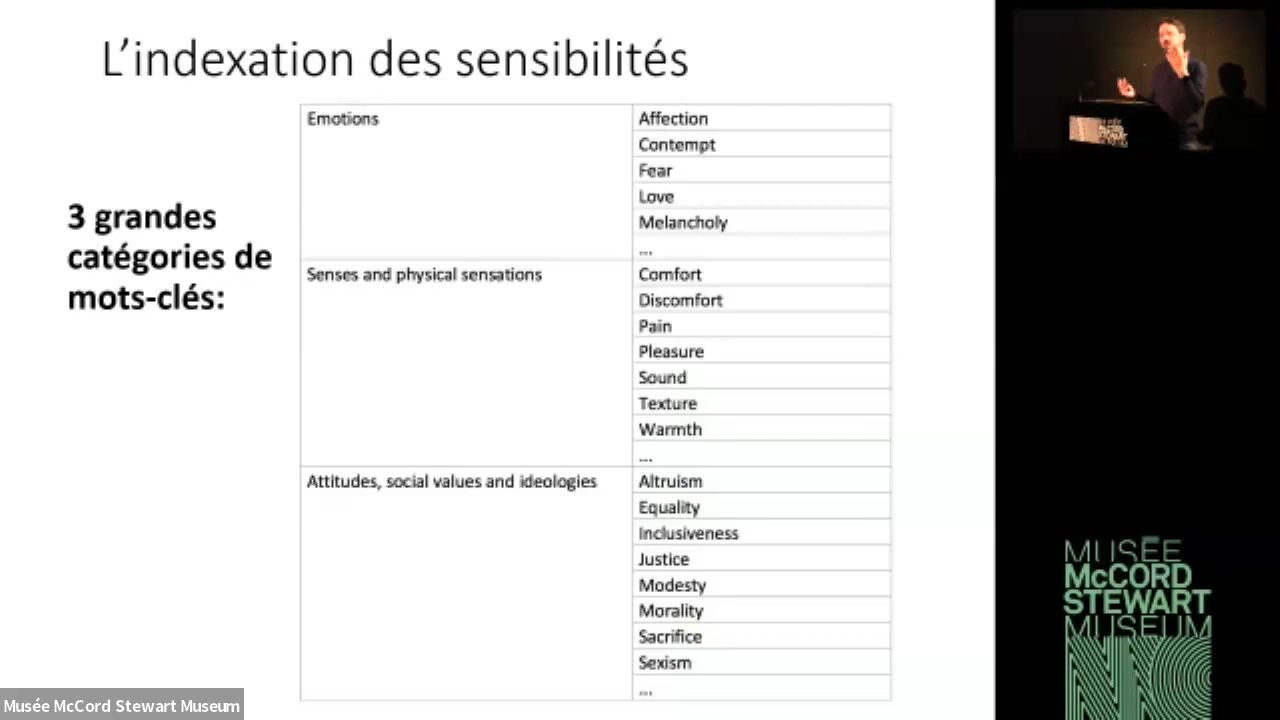 L'indexation des sensibilités
3 grandes
catégories de
mots-clés:
Emotions
Affection
Contempt
Fear
Love
Melancholy
...
Senses and physical sensations
Comfort
Discomfort
Pain
Pleasure
Sound
Texture
Warmth
...
Attitudes, social values and ideologies
Altruism
Equality
Inclusiveness
Justice
Modesty
Morality
Sacrifice
Sexism
...
MUSÉE
McCORD
STEWART
MUSEUM
Musée McCord Stewart Museum